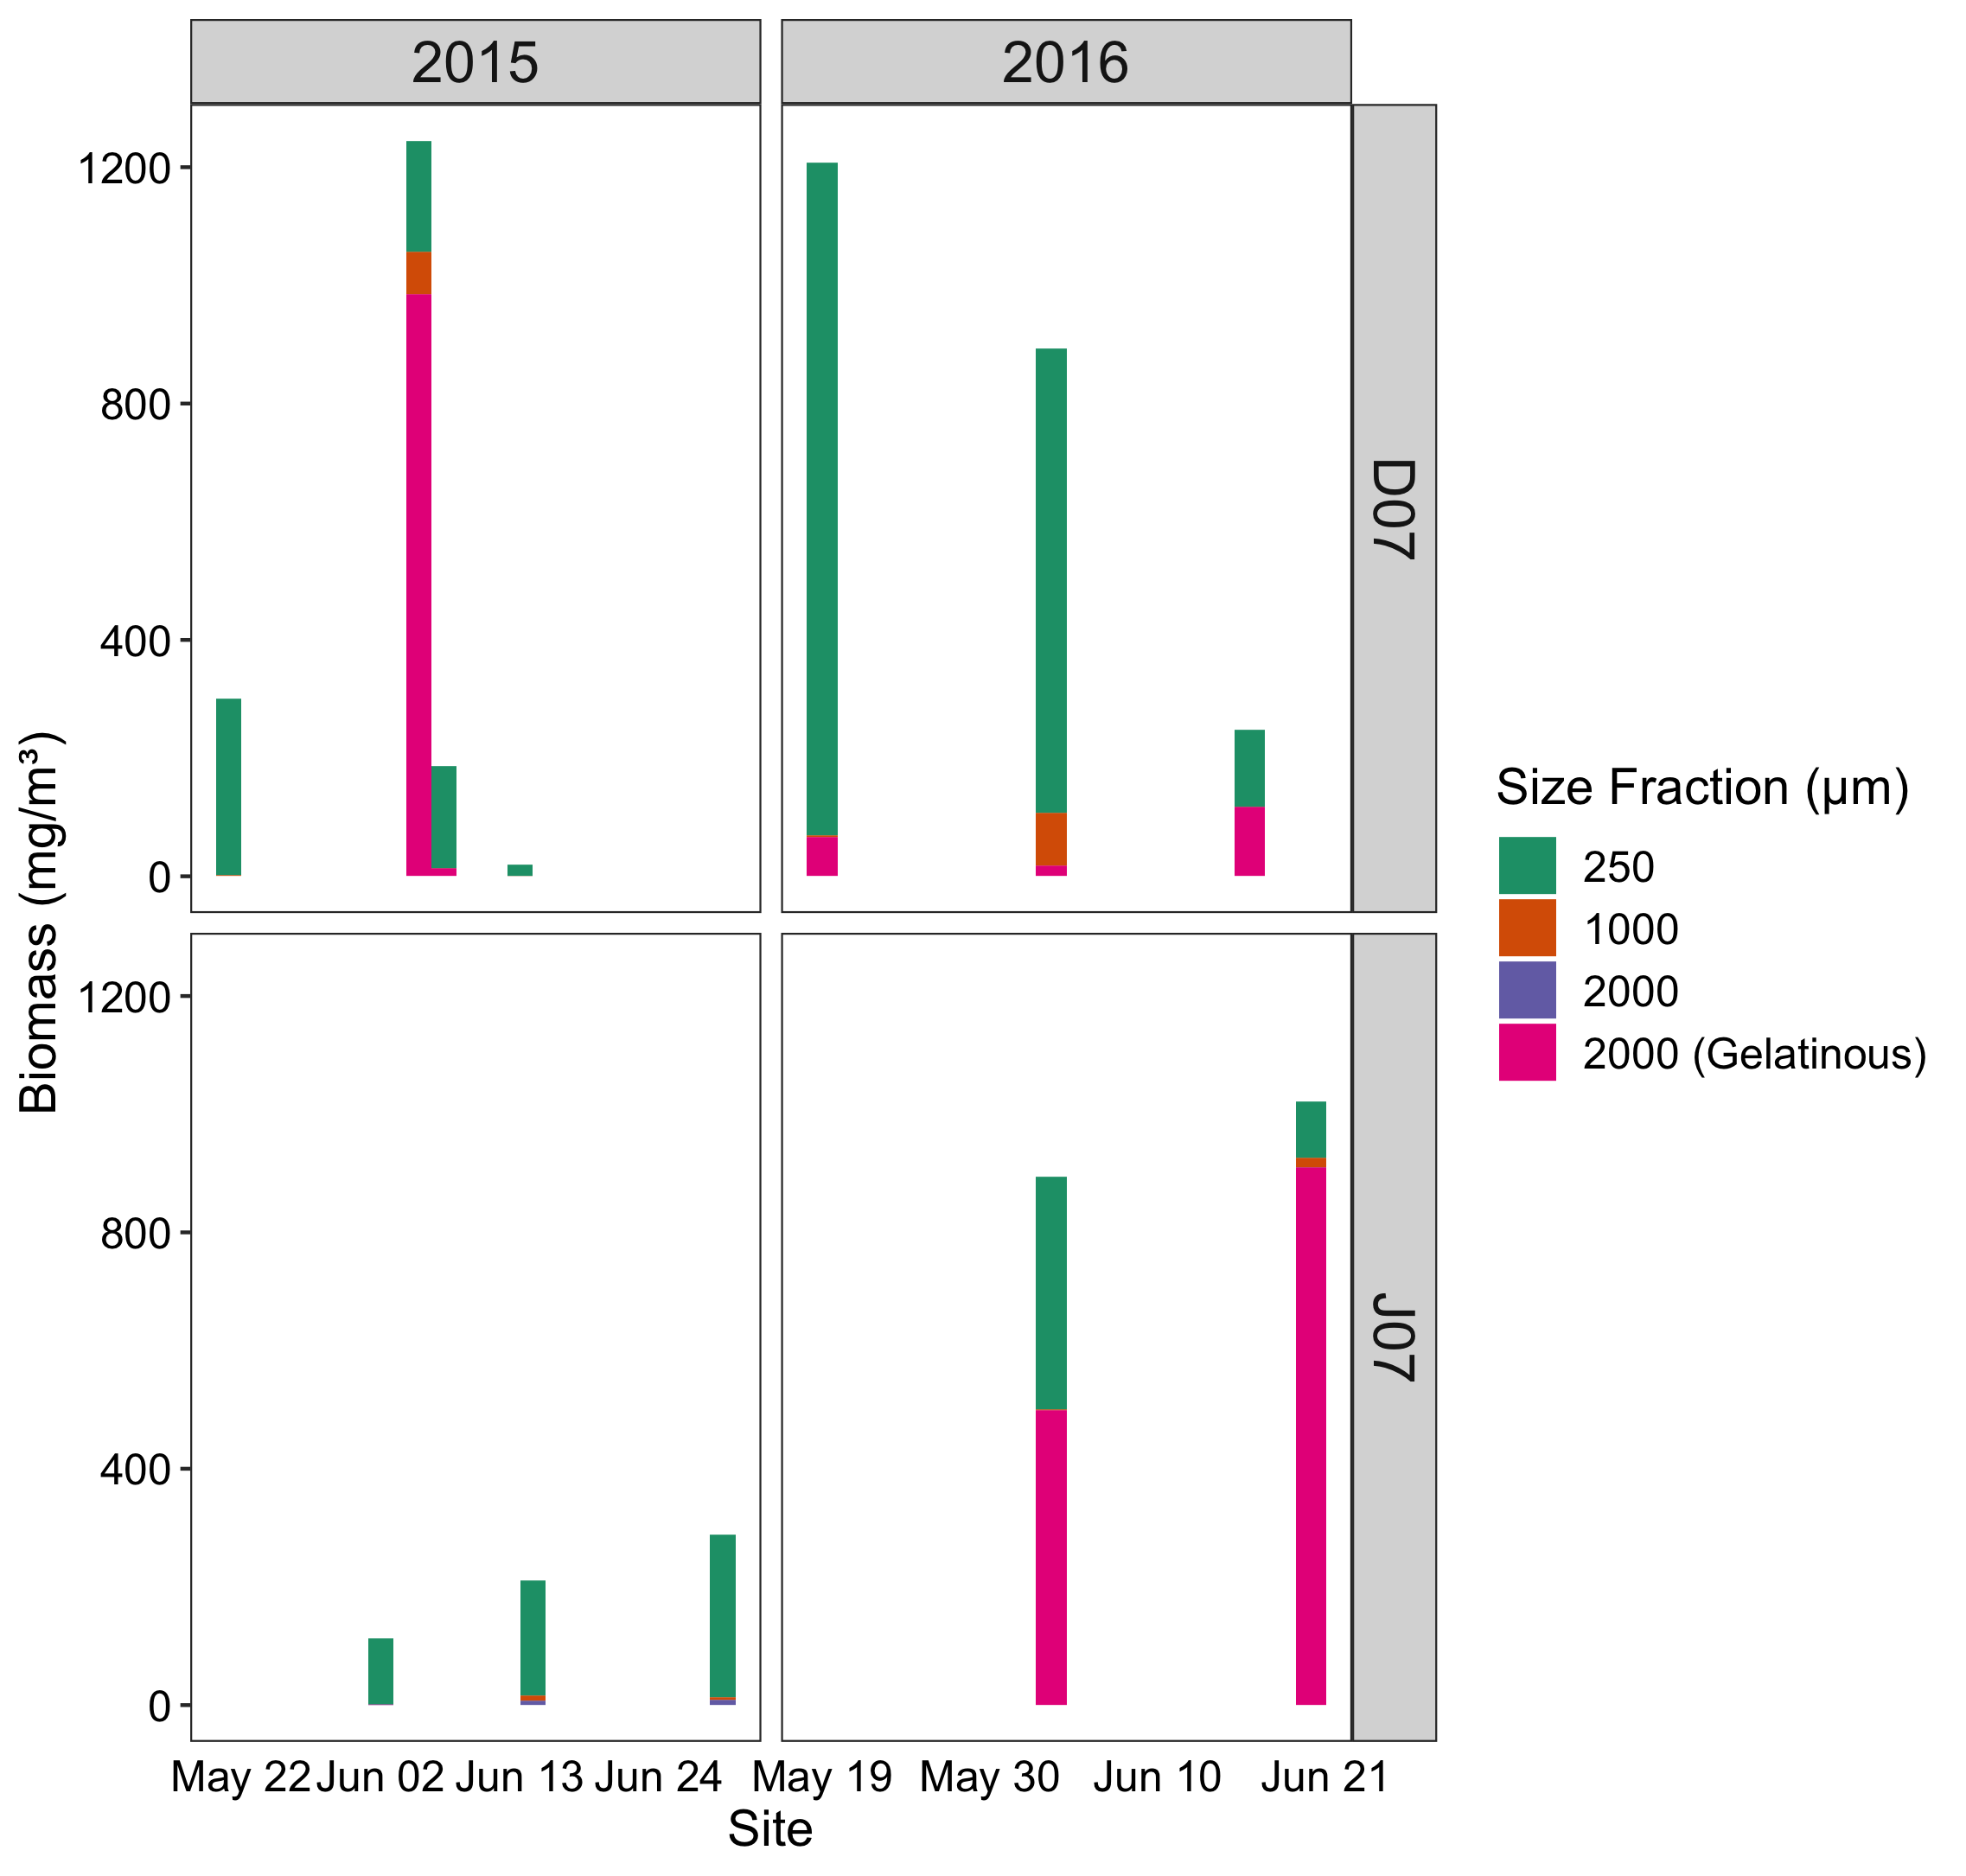 2015
2016
1200
800
400
0
D07
1200
800
400
0
J07
Biomass (mg/m³)
May 22 Jun 02 Jun 13 Jun 24 May 19 May 30 Jun 10 Jun 21
Site
Size Fraction (µm)
250
1000
2000
2000 (Gelatinous)